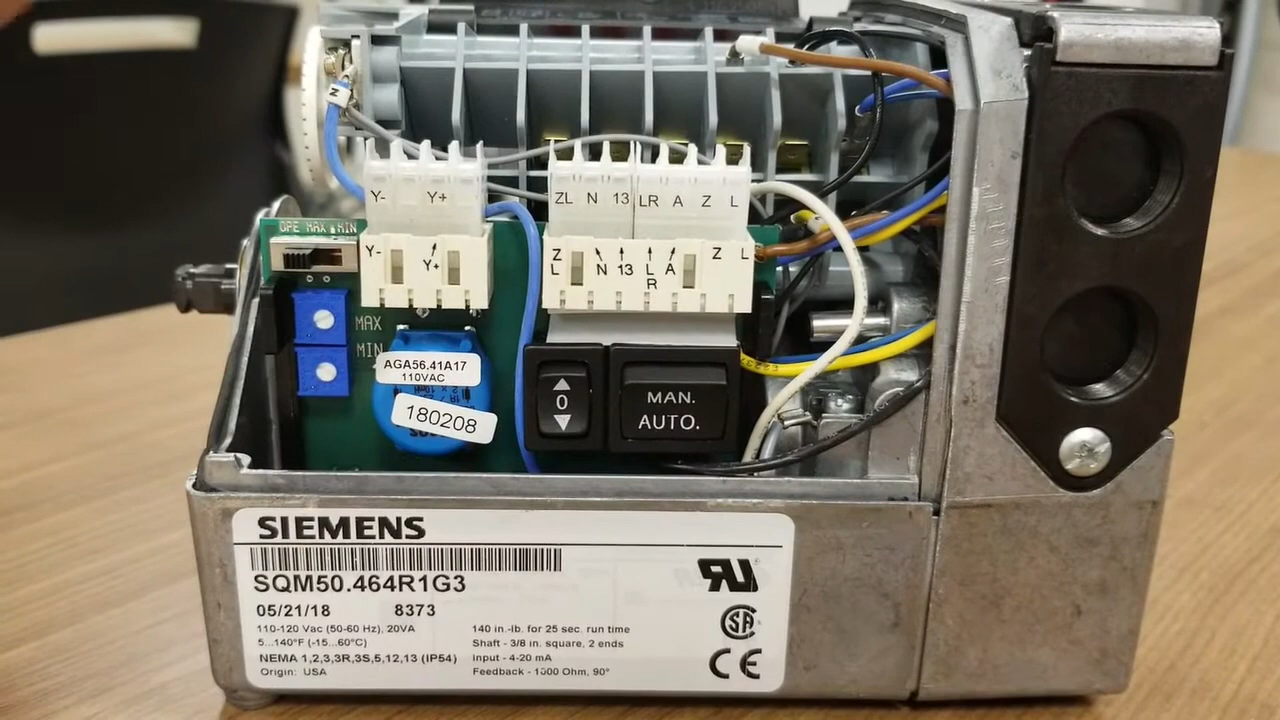 N
Y- Y+
ZL N 13 LR A Z L
OPE MAX MIN
Y- Y+
Z L N 13 L R A Z L
MAX
MIN
AGA56.41A17
110VAC
180208
0
MAN.
AUTO.
SIEMENS
SQM50.464R1G3
05/21/18 8373
110-120 Vac (50-60 Hz), 20VA
5...140°F (-15...60°C)
NEMA 1,2,3,3R,3S,5,12,13 (IP54)
Origin: USA
140 in.-lb. for 25 sec. run time
Shaft - 3/8 in. square, 2 ends
Input - 4-20 mA
Feedback - 1000 Ohm, 90°
RU
SA
CE